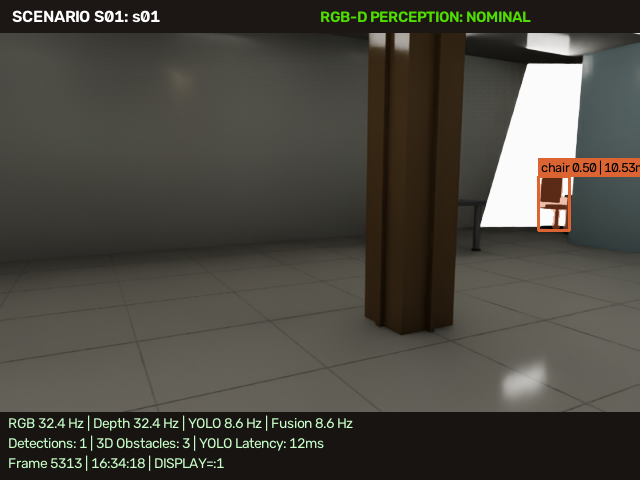 SCENARIO S01: s01
RGB-D PERCEPTION: NOMINAL
chair 0.50 | 10.53m
RGB 32.4 Hz | Depth 32.4 Hz | YOLO 8.6 Hz | Fusion 8.6 Hz
Detections: 1 | 3D Obstacles: 3 | YOLO Latency: 12ms
Frame 5313 | 16:34:18 | DISPLAY=:1